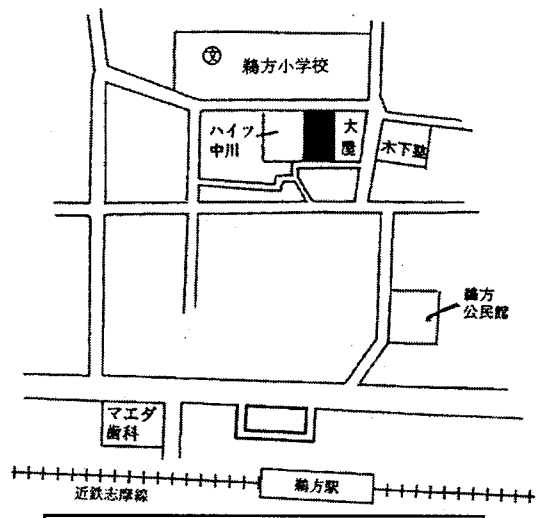 文
鵜方小学校
ハイツ
中川
大屋
木下塾
鵜方
公民館
マエダ
歯科
近鉄志摩線
鵜方駅